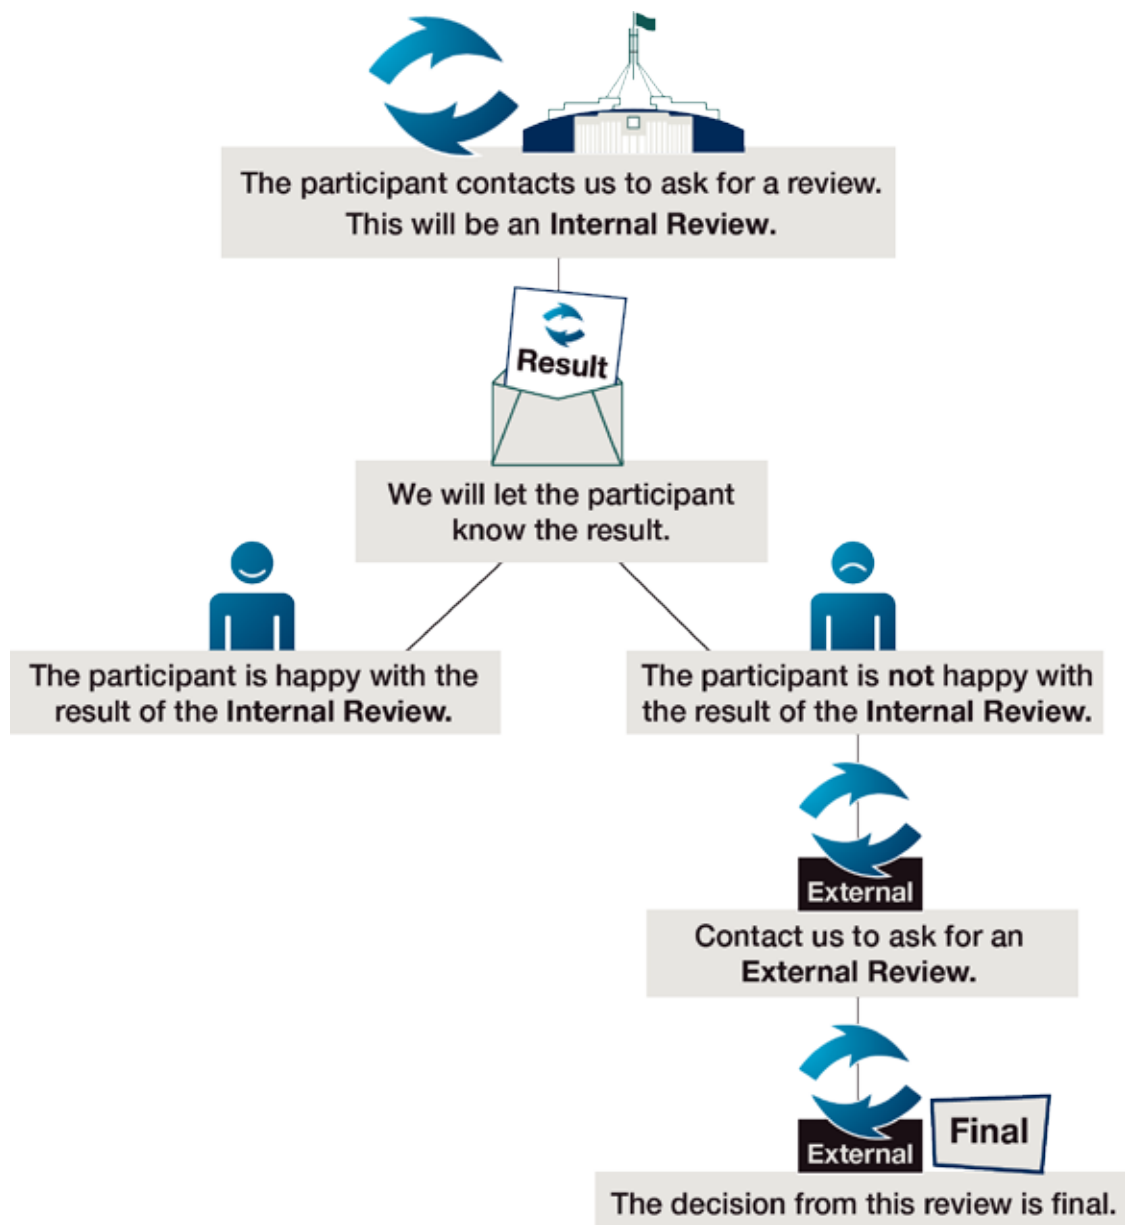 The participant contacts us to ask for a review.
This will be an Internal Review.
Result
We will let the participant
know the result.
The participant is happy with the
result of the Internal Review.
The participant is not happy with
the result of the Internal Review.
External
Contact us to ask for an
External Review.
External
Final
The decision from this review is final.